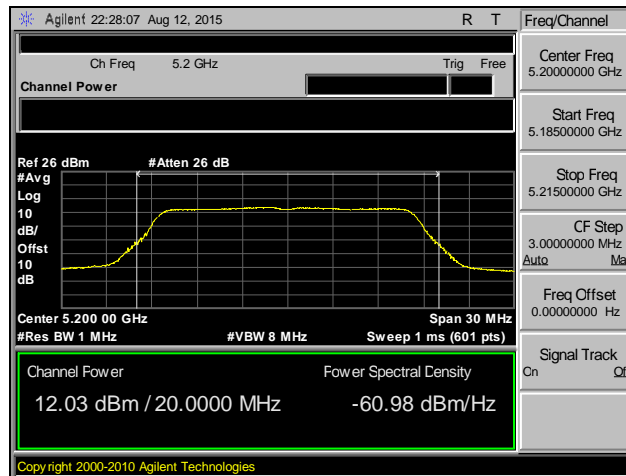 Agilent 22:28:07 Aug 12, 2015 R T
Freq/Channel
Ch Freq 5.2 GHz Trig Free
Channel Power
Center Freq
5.20000000 GHz
Start Freq
5.18500000 GHz
Stop Freq
5.21500000 GHz
CF Step
3.00000000 MHz
Auto Ma
Freq Offset
0.00000000 Hz
Signal Track
On Of
Ref 26 dBm #Atten 26 dB
#Avg
Log
10
dB/
Offst
10
dB
Center 5.200 00 GHz Span 30 MHz
#Res BW 1 MHz #VBW 8 MHz Sweep 1 ms (601 pts)
Channel Power Power Spectral Density
12.03 dBm / 20.0000 MHz -60.98 dBm/Hz
Copyright 2000-2010 Agilent Technologies